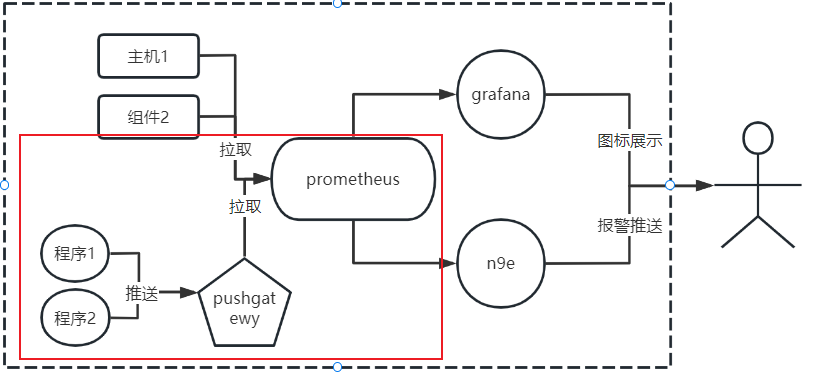 主机1
组件2
拉取
拉取
prometheus
grafana
图标展示
报警推送
n9e
程序1
程序2
推送
pushgat
ewy